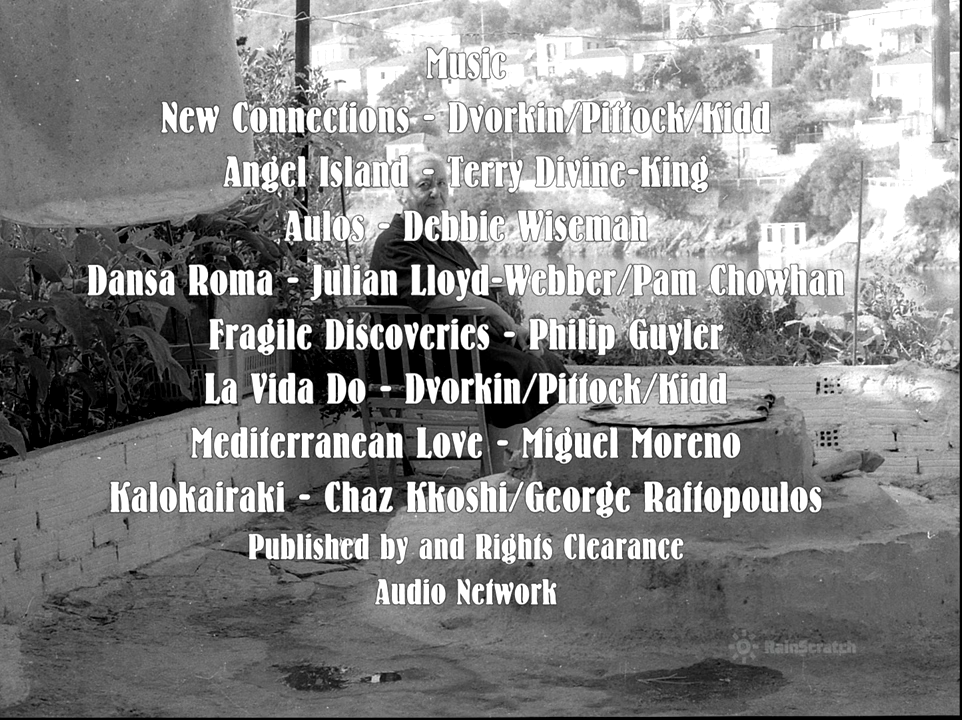 Music
New Connections - Dvorkin/Pittock/Kidd
Angel Island - Terry Divine-King
Aulos - Debbie Wiseman
Dansa Roma - Julian Lloyd-Webber/Pam Chowhan
Fragile Discoveries - Philip Guyler
La Vida Do - Dvorkin/Pittock/Kidd
Mediterranean Love - Miguel Moreno
Kalokairaki - Chaz Kkoshi/George Raftopoulos
Published by and Rights Clearance
Audio Network
RainScratch